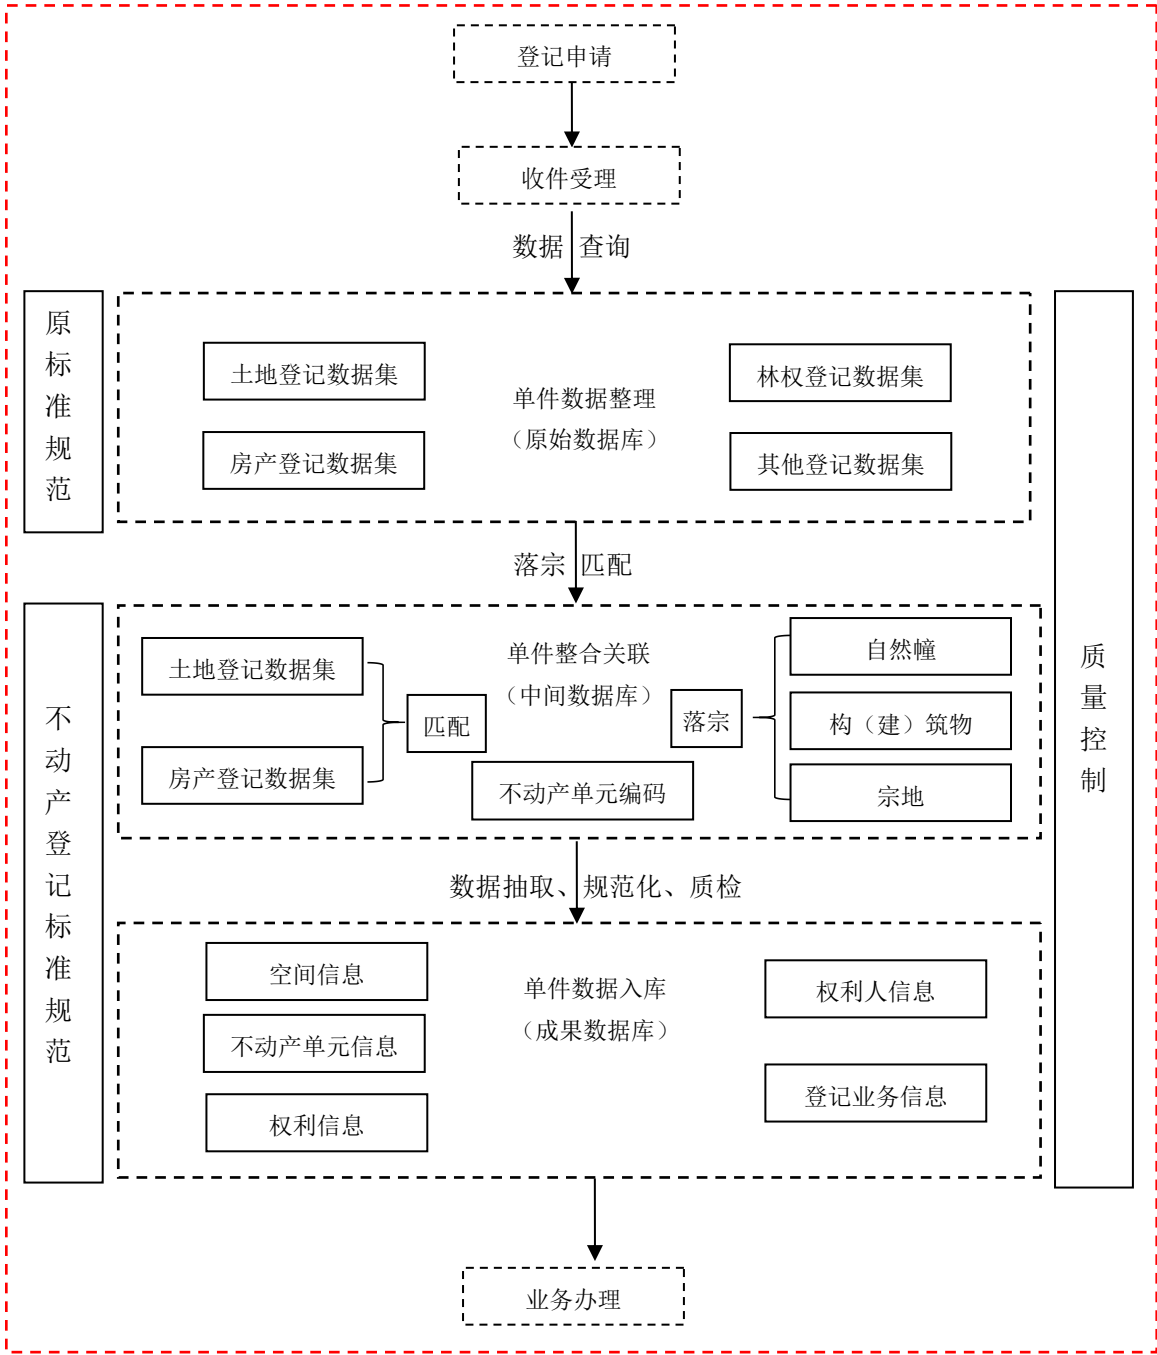 登记申请
收件受理
数据 查询
原标准规范
土地登记数据集
房产登记数据集
单件数据整理
（原始数据库）
林权登记数据集
其他登记数据集
落宗 匹配
不动产登记标准规范
土地登记数据集
房产登记数据集
匹配
单件整合关联
（中间数据库）
不动产单元编码
落宗
自然幢
构（建）筑物
宗地
质量控制
数据抽取、规范化、质检
空间信息
不动产单元信息
权利信息
单件数据入库
（成果数据库）
权利人信息
登记业务信息
业务办理